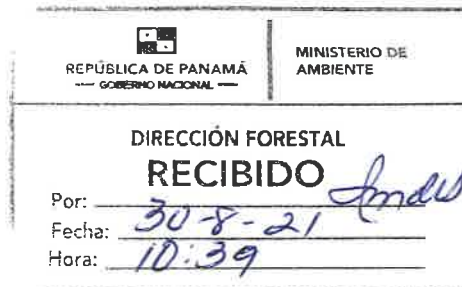 REPÚBLICA DE PANAMÁ
— GOBIERNO NACIONAL —
MINISTERIO DE
AMBIENTE
DIRECCIÓN FORESTAL
RECIBIDO
Por:
Fecha: 30-8-21
Hora: 10:39